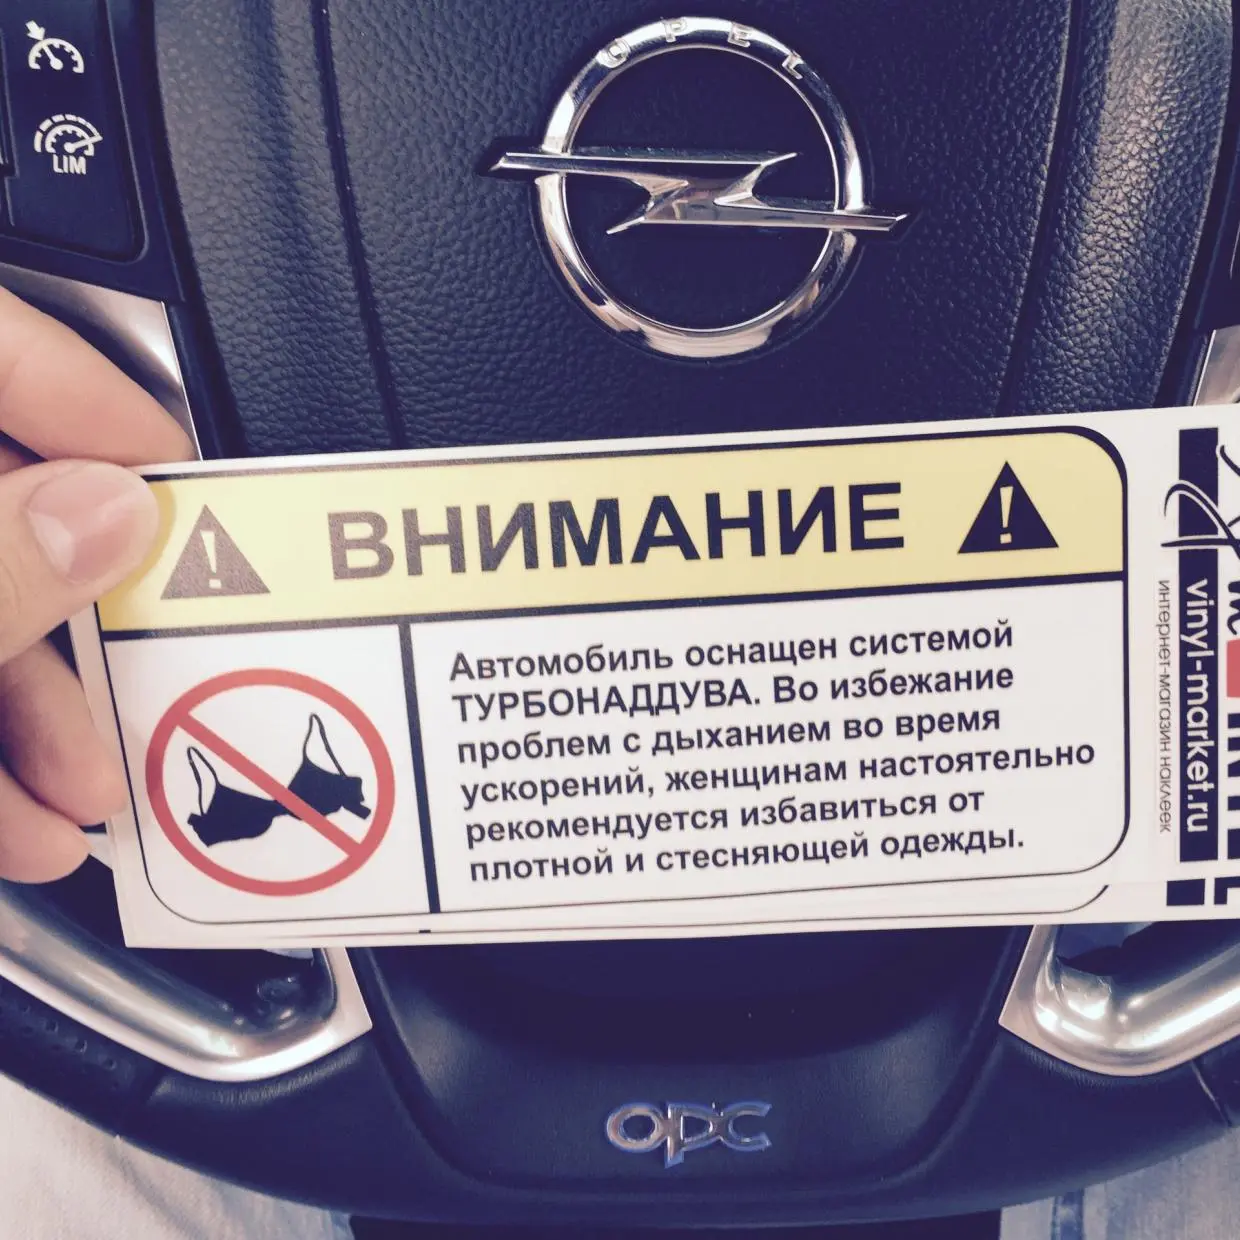 OPEL
LIM
ВНИМАНИЕ
Автомобиль оснащен системой
ТУРБОНАДДУВА. Во избежание
проблем с дыханием во время
ускорений, женщинам настоятельно
рекомендуется избавиться от
плотной и стесняющей одежды.
vinyl-market.ru
интернет-магазин наклеек
OPC